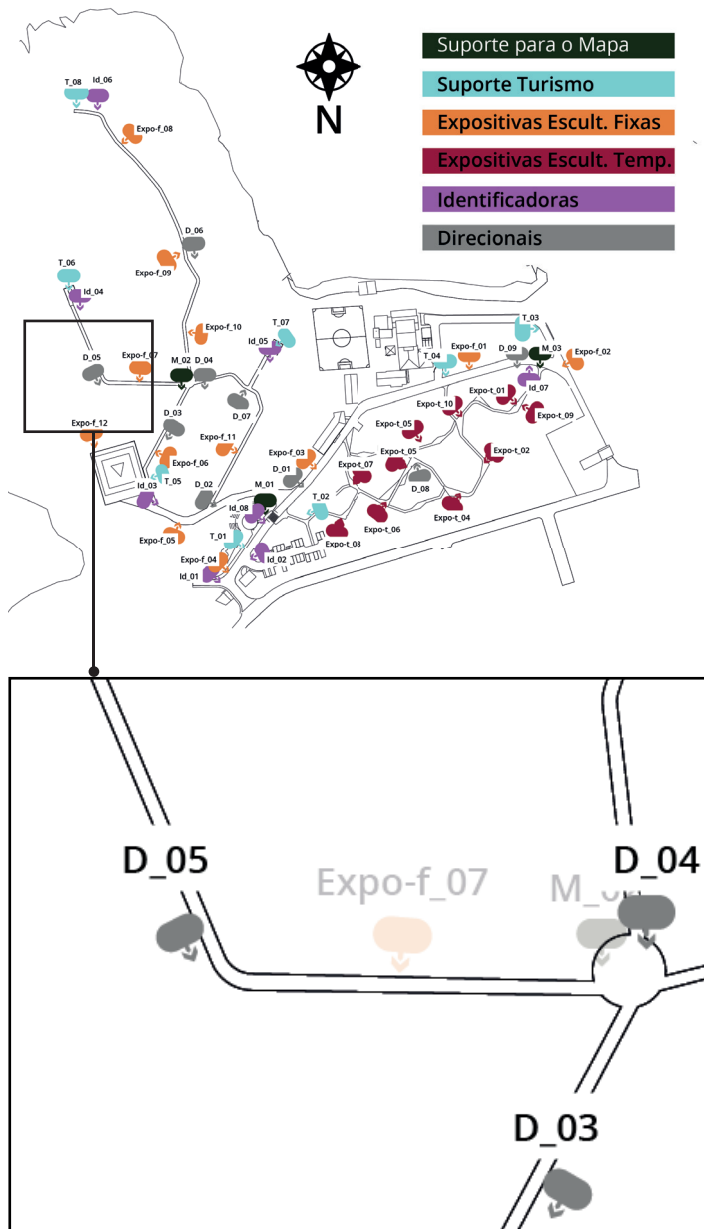 N
Suporte para o Mapa
Suporte Turismo
Expositivas Escult. Fixas
Expositivas Escult. Temp.
Identificadoras
Direcionais
T_08
Id_06
Expo-f_08
D_06
Expo-f_09
T_06
Id_04
Expo-f_10
T_07
Id_05
T_03
D_05
Expo-f_07
M_02
D_04
T_04
Expo-f_01
D_09
M_03
Expo-f_02
Id_07
D_07
D_03
Expo-t_10
Expo-t_01
Expo-t_09
Expo-f_12
Expo-t_05
Expo-f_11
Expo-f_03
Expo-t_05
Expo-t_02
Expo-f_06
T_05
D_01
Expo-t_07
D_08
Id_03
D_02
M_01
Id_08
T_02
Expo-t_04
Expo-f_05
T_01
Expo-t_06
Expo-t_08
Expo-f_04
Id_02
Id_01
D_05
Expo-f_07
D_04
D_03